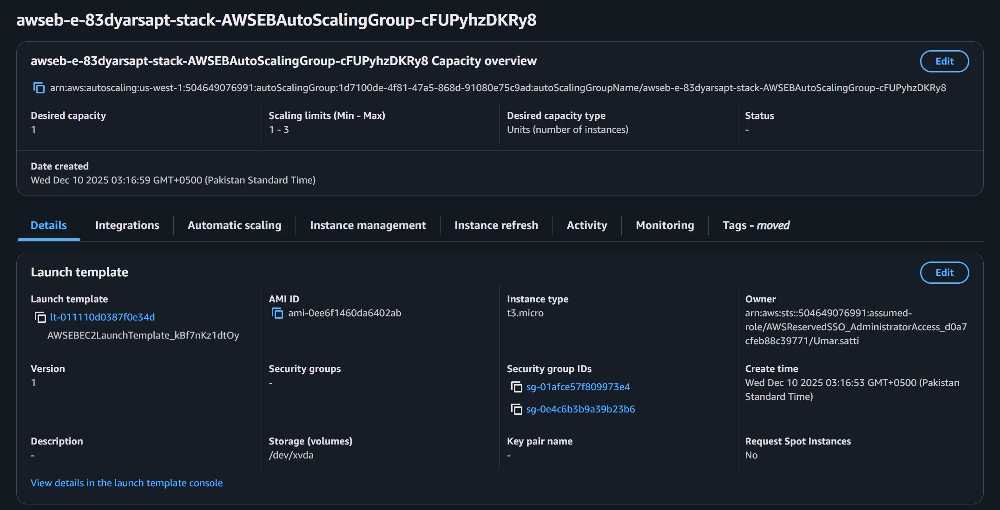 awseb-e-83dyarsapt-stack-AWSEBAutoScalingGroup-cFUPyhzDKRy8
awseb-e-83dyarsapt-stack-AWSEBAutoScalingGroup-cFUPyhzDKRy8 Capacity overview
Edit
arn:aws:autoscaling:us-west-1:504649076991:autoScalingGroup:1d7100de-4f81-47a5-868d-91080e75c9ad:autoScalingGroupName/awseb-e-83dyarsapt-stack-AWSEBAutoScalingGroup-cFUPyhzDKRy8
Desired capacity
1
Scaling limits (Min - Max)
1 - 3
Desired capacity type
Units (number of instances)
Status
-
Date created
Wed Dec 10 2025 03:16:59 GMT+0500 (Pakistan Standard Time)
Details
Integrations
Automatic scaling
Instance management
Instance refresh
Activity
Monitoring
Tags - moved
Launch template
Edit
Launch template
lt-011110d0387f0e34d
AWSEBEC2LaunchTemplate_kBf7nKz1dtOy
AMI ID
ami-0ee6f1460da6402ab
Instance type
t3.micro
Owner
arn:aws:sts::504649076991:assumed-
role/AWSReservedSSO_AdministratorAccess_d0a7
cfeb88c39771/Umar.satti
Version
1
Security groups
-
Security group IDs
sg-01afce57f809973e4
sg-0e4c6b3b9a39b23b6
Create time
Wed Dec 10 2025 03:16:53 GMT+0500 (Pakistan
Standard Time)
Description
-
Storage (volumes)
/dev/xvda
Key pair name
-
Request Spot Instances
No
View details in the launch template console